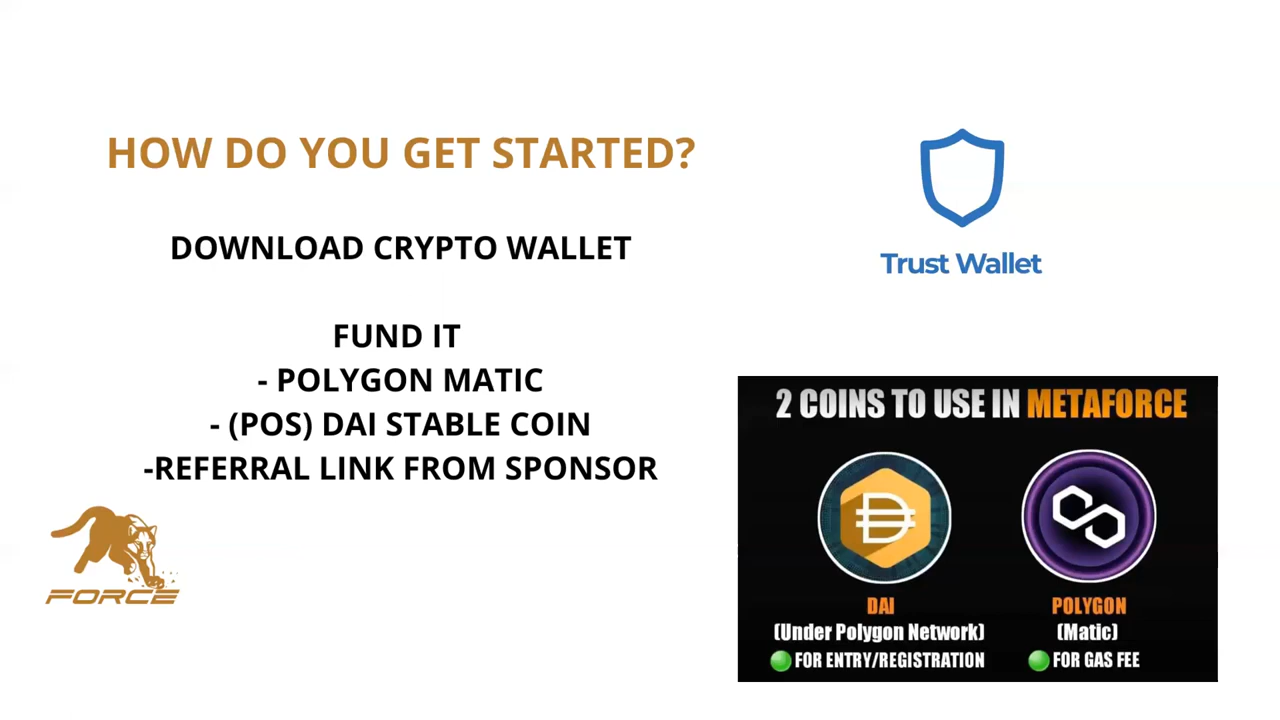 HOW DO YOU GET STARTED?
DOWNLOAD CRYPTO WALLET
FUND IT
- POLYGON MATIC
- (POS) DAI STABLE COIN
-REFERRAL LINK FROM SPONSOR
FORCE
Trust Wallet
2 COINS TO USE IN METAFORCE
DAI
(Under Polygon Network)
FOR ENTRY/REGISTRATION
POLYGON
(Matic)
FOR GAS FEE